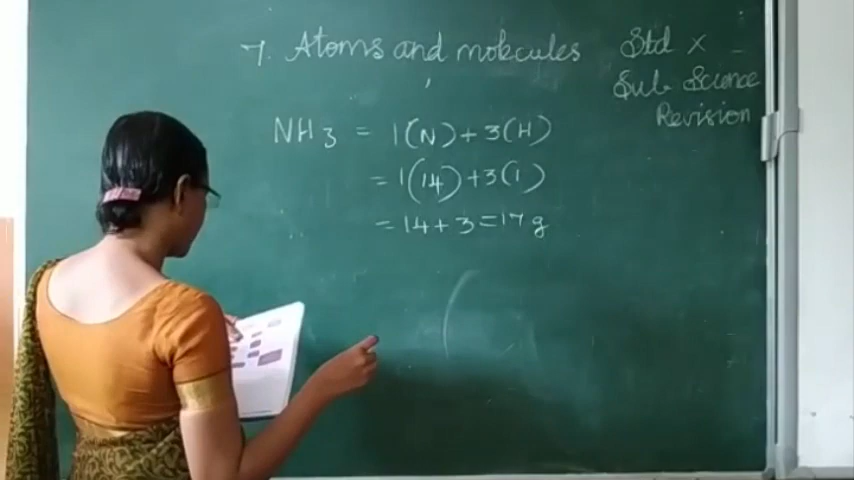 7. Atoms and molecules
Std X
Sub Science
Revision
NH3 = 1(N) + 3(H)
= 1(14) + 3(1)
= 14 + 3 = 17 g